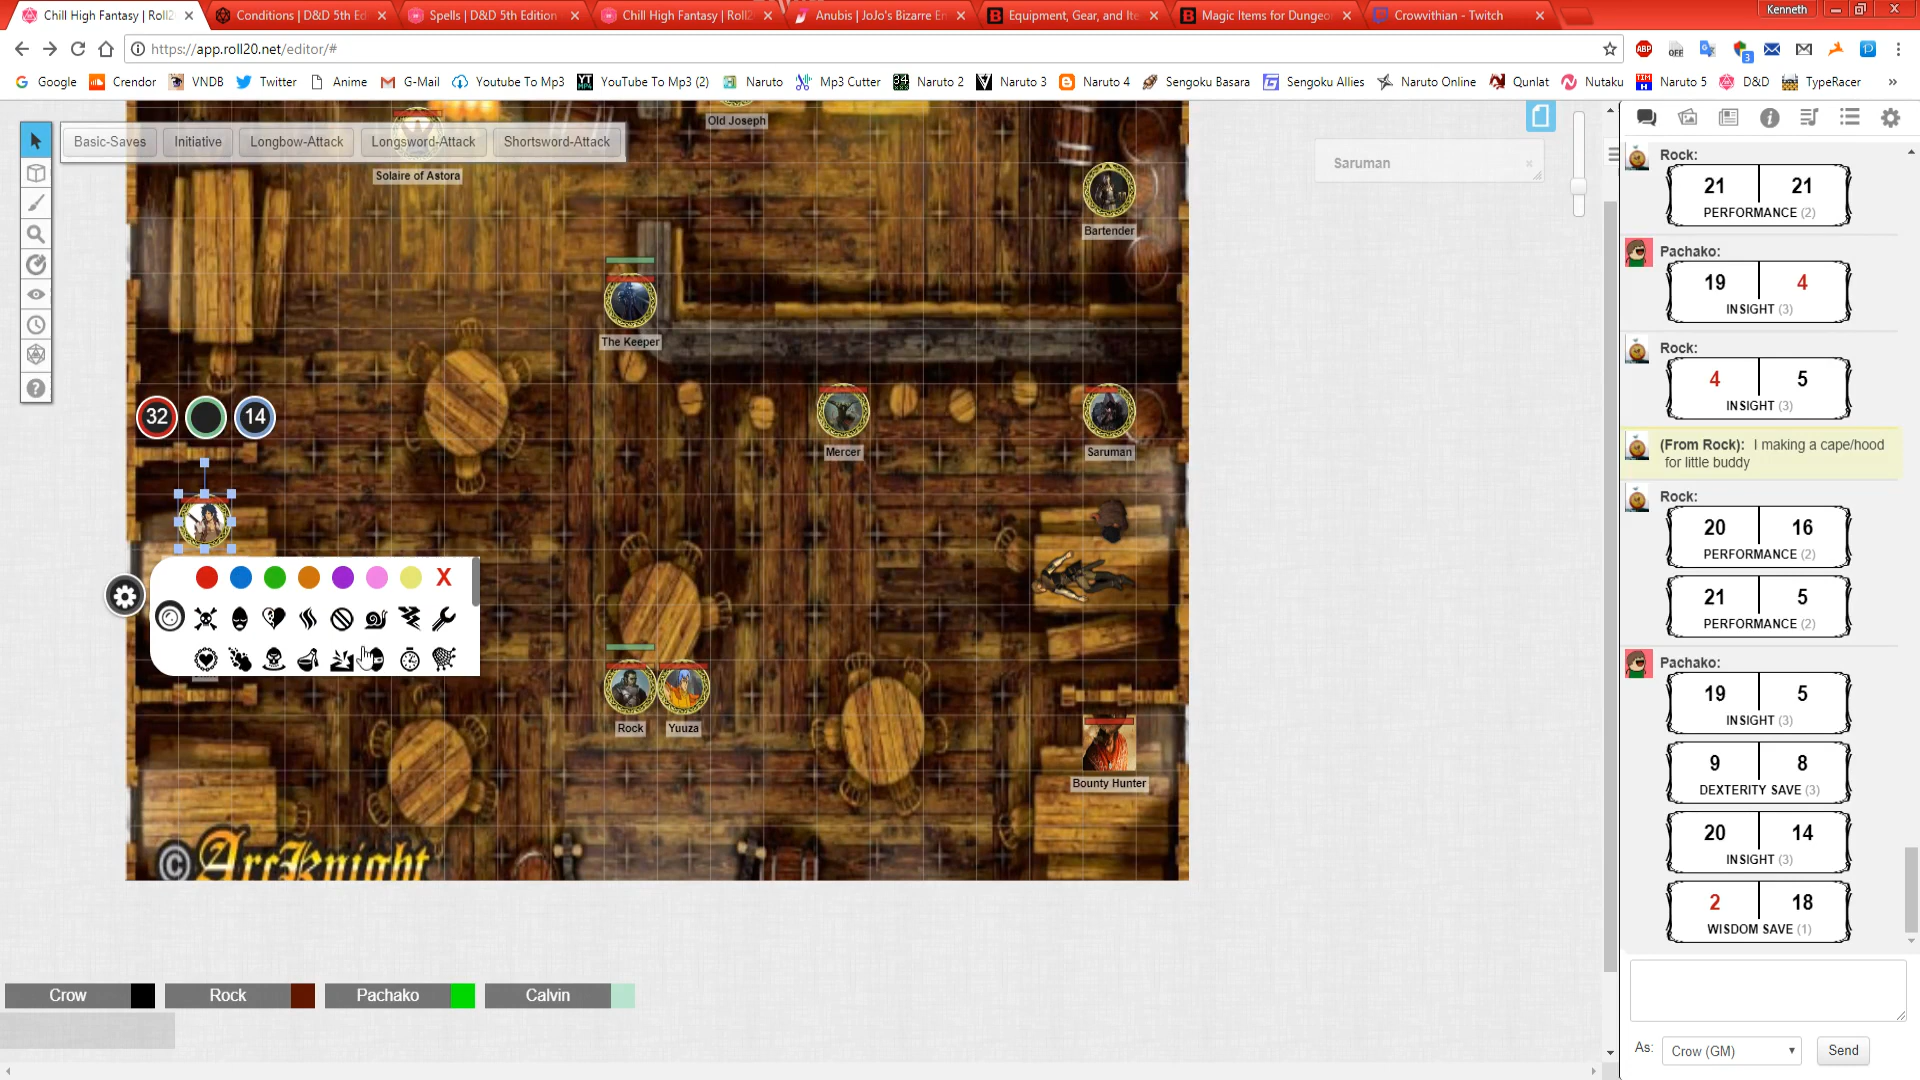 Chill High Fantasy | Roll2
Conditions | D&D 5th Ed
Spells | D&D 5th Edition
Chill High Fantasy | Roll2
Anubis | JoJo's Bizarre En
Equipment, Gear, and Ite
Magic Items for Dungeon
Crowvithian - Twitch
Kenneth
https://app.roll20.net/editor/#
ABP
OFF
3
Google
Crendor
VNDB
Twitter
Anime
G-Mail
Youtube To Mp3
YouTube To Mp3 (2)
Naruto
Mp3 Cutter
Naruto 2
Naruto 3
Naruto 4
Sengoku Basara
Sengoku Allies
Naruto Online
Qunlat
Nutaku
Naruto 5
D&D
TypeRacer
»
Basic-Saves
Initiative
Longbow-Attack
Longsword-Attack
Shortsword-Attack
Old Joseph
Solaire of Astora
Saruman
Bartender
The Keeper
Mercer
Saruman
32
14
X
Rock
Yuuza
Bounty Hunter
© ArcKnight
Crow
Rock
Pachako
Calvin
Rock:
21 21
PERFORMANCE (2)
Pachako:
19 4
INSIGHT (3)
Rock:
4 5
INSIGHT (3)
(From Rock): I making a cape/hood
for little buddy
Rock:
20 16
PERFORMANCE (2)
21 5
PERFORMANCE (2)
Pachako:
19 5
INSIGHT (3)
9 8
DEXTERITY SAVE (3)
20 14
INSIGHT (3)
2 18
WISDOM SAVE (1)
As:
Crow (GM)
Send